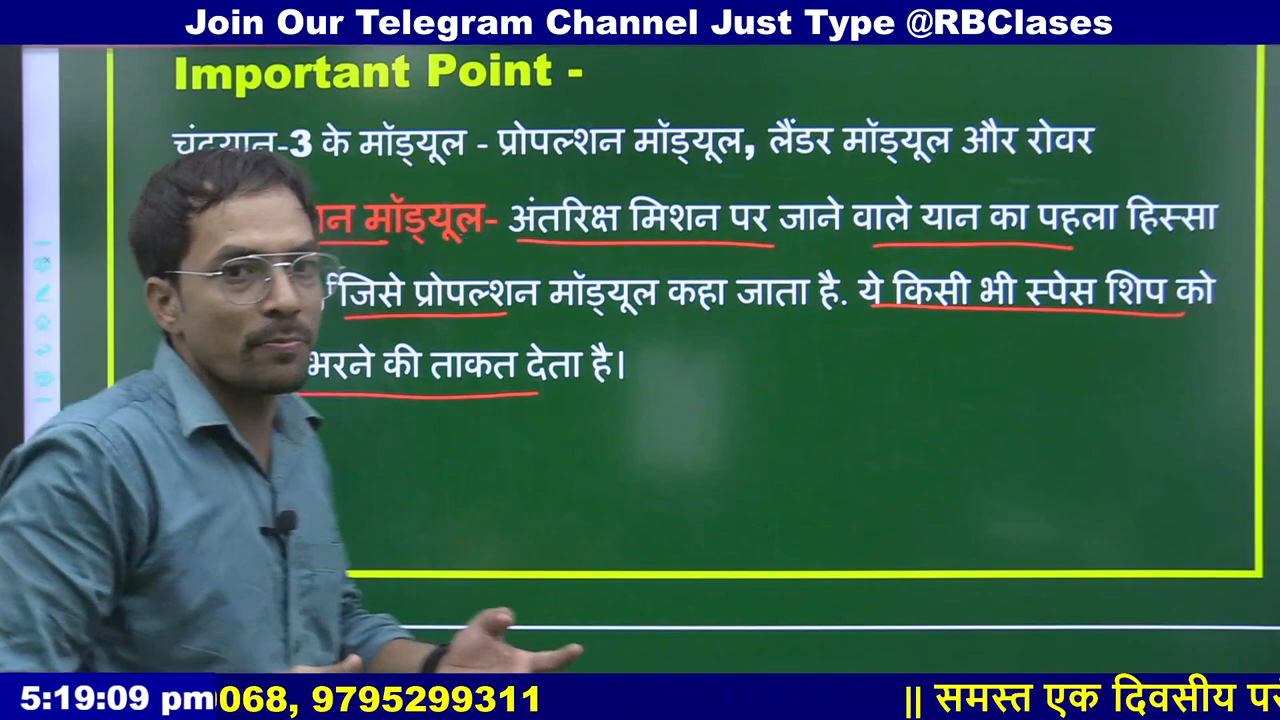 Join Our Telegram Channel Just Type @RBClases
Important Point -
चंद्रयान-3 के मॉड्यूल - प्रोपल्शन मॉड्यूल, लैंडर मॉड्यूल और रोवर
मॉड्यूल- अंतरिक्ष मिशन पर जाने वाले यान का पहला हिस्सा
जिसे प्रोपल्शन मॉड्यूल कहा जाता है. ये किसी भी स्पेस शिप को
भरने की ताकत देता है।
5:19:09 pm 068, 9795299311 || समस्त एक दिवसीय